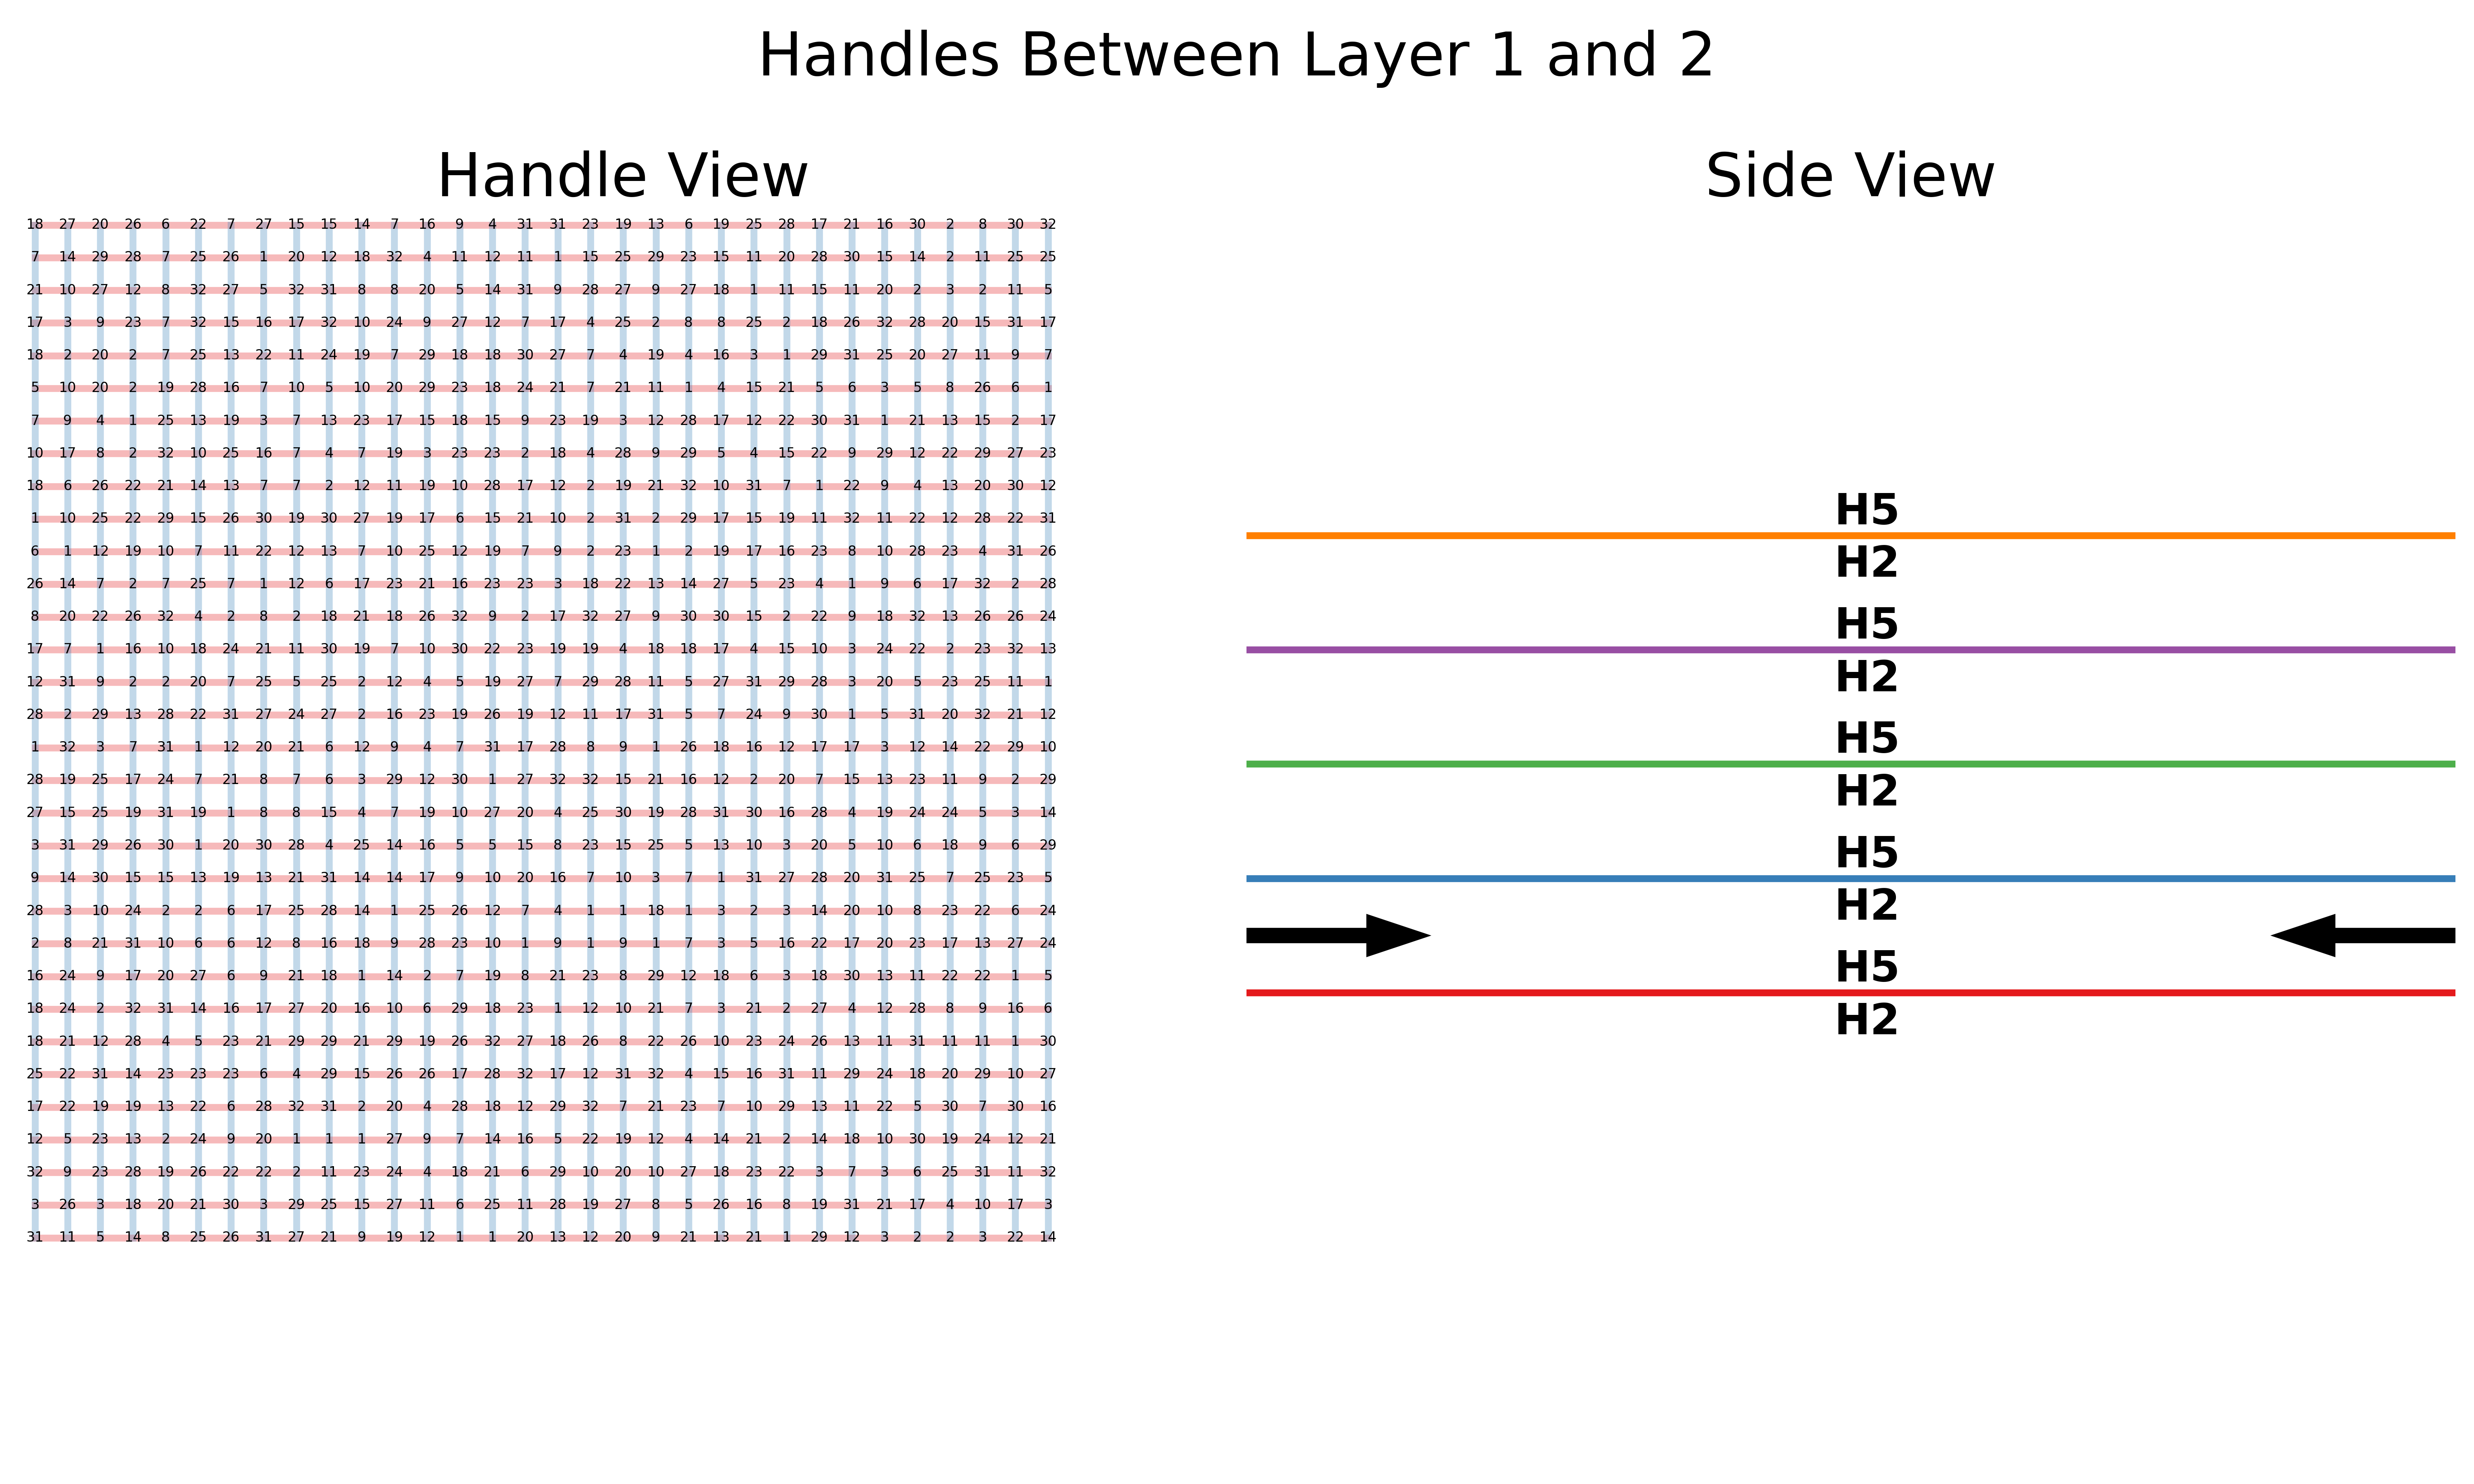 Handles Between Layer 1 and 2
Handle View
Side View
18 27 20 26 6 22 7 27 15 15 14 7 16 9 4 31 31 23 19 13 6 19 25 28 17 21 16 30 2 8 30 32
7 14 29 28 7 25 26 1 20 12 18 32 4 11 12 11 1 15 25 29 23 15 11 20 28 30 15 14 2 11 25 25
21 10 27 12 8 32 27 5 32 31 8 8 20 5 14 31 9 28 27 9 27 18 1 11 15 11 20 2 3 2 11 5
17 3 9 23 7 32 15 16 17 32 10 24 9 27 12 7 17 4 25 2 8 8 25 2 18 26 32 28 20 15 31 17
18 2 20 2 7 25 13 22 11 24 19 7 29 18 18 30 27 7 4 19 4 16 3 1 29 31 25 20 27 11 9 7
5 10 20 2 19 28 16 7 10 5 10 20 29 23 18 24 21 7 21 11 1 4 15 21 5 6 3 5 8 26 6 1
7 9 4 1 25 13 19 3 7 13 23 17 15 18 15 9 23 19 3 12 28 17 12 22 30 31 1 21 13 15 2 17
10 17 8 2 32 10 25 16 7 4 7 19 3 23 23 2 18 4 28 9 29 5 4 15 22 9 29 12 22 29 27 23
18 6 26 22 21 14 13 7 7 2 12 11 19 10 28 17 12 2 19 21 32 10 31 7 1 22 9 4 13 20 30 12
1 10 25 22 29 15 26 30 19 30 27 19 17 6 15 21 10 2 31 2 29 17 15 19 11 32 11 22 12 28 22 31
6 1 12 19 10 7 11 22 12 13 7 10 25 12 19 7 9 2 23 1 2 19 17 16 23 8 10 28 23 4 31 26
26 14 7 2 7 25 7 1 12 6 17 23 21 16 23 23 3 18 22 13 14 27 5 23 4 1 9 6 17 32 2 28
8 20 22 26 32 4 2 8 2 18 21 18 26 32 9 2 17 32 27 9 30 30 15 2 22 9 18 32 13 26 26 24
17 7 1 16 10 18 24 21 11 30 19 7 10 30 22 23 19 19 4 18 18 17 4 15 10 3 24 22 2 23 32 13
12 31 9 2 2 20 7 25 5 25 2 12 4 5 19 27 7 29 28 11 5 27 31 29 28 3 20 5 23 25 11 1
28 2 29 13 28 22 31 27 24 27 2 16 23 19 26 19 12 11 17 31 5 7 24 9 30 1 5 31 20 32 21 12
1 32 3 7 31 1 12 20 21 6 12 9 4 7 31 17 28 8 9 1 26 18 16 12 17 17 3 12 14 22 29 10
28 19 25 17 24 7 21 8 7 6 3 29 12 30 1 27 32 32 15 21 16 12 2 20 7 15 13 23 11 9 2 29
27 15 25 19 31 19 1 8 8 15 4 7 19 10 27 20 4 25 30 19 28 31 30 16 28 4 19 24 24 5 3 14
3 31 29 26 30 1 20 30 28 4 25 14 16 5 5 15 8 23 15 25 5 13 10 3 20 5 10 6 18 9 6 29
9 14 30 15 15 13 19 13 21 31 14 14 17 9 10 20 16 7 10 3 7 1 31 27 28 20 31 25 7 25 23 5
28 3 10 24 2 2 6 17 25 28 14 1 25 26 12 7 4 1 1 18 1 3 2 3 14 20 10 8 23 22 6 24
2 8 21 31 10 6 6 12 8 16 18 9 28 23 10 1 9 1 9 1 7 3 5 16 22 17 20 23 17 13 27 24
16 24 9 17 20 27 6 9 21 18 1 14 2 7 19 8 21 23 8 29 12 18 6 3 18 30 13 11 22 22 1 5
18 24 2 32 31 14 16 17 27 20 16 10 6 29 18 23 1 12 10 21 7 3 21 2 27 4 12 28 8 9 16 6
18 21 12 28 4 5 23 21 29 29 21 29 19 26 32 27 18 26 8 22 26 10 23 24 26 13 11 31 11 11 1 30
25 22 31 14 23 23 23 6 4 29 15 26 26 17 28 32 17 12 31 32 4 15 16 31 11 29 24 18 20 29 10 27
17 22 19 19 13 22 6 28 32 31 2 20 4 28 18 12 29 32 7 21 23 7 10 29 13 11 22 5 30 7 30 16
12 5 23 13 2 24 9 20 1 1 1 27 9 7 14 16 5 22 19 12 4 14 21 2 14 18 10 30 19 24 12 21
32 9 23 28 19 26 22 22 2 11 23 24 4 18 21 6 29 10 20 10 27 18 23 22 3 7 3 6 25 31 11 32
3 26 3 18 20 21 30 3 29 25 15 27 11 6 25 11 28 19 27 8 5 26 16 8 19 31 21 17 4 10 17 3
31 11 5 14 8 25 26 31 27 21 9 19 12 1 1 20 13 12 20 9 21 13 21 1 29 12 3 2 2 3 22 14
H5
H2
H5
H2
H5
H2
H5
H2
H5
H2